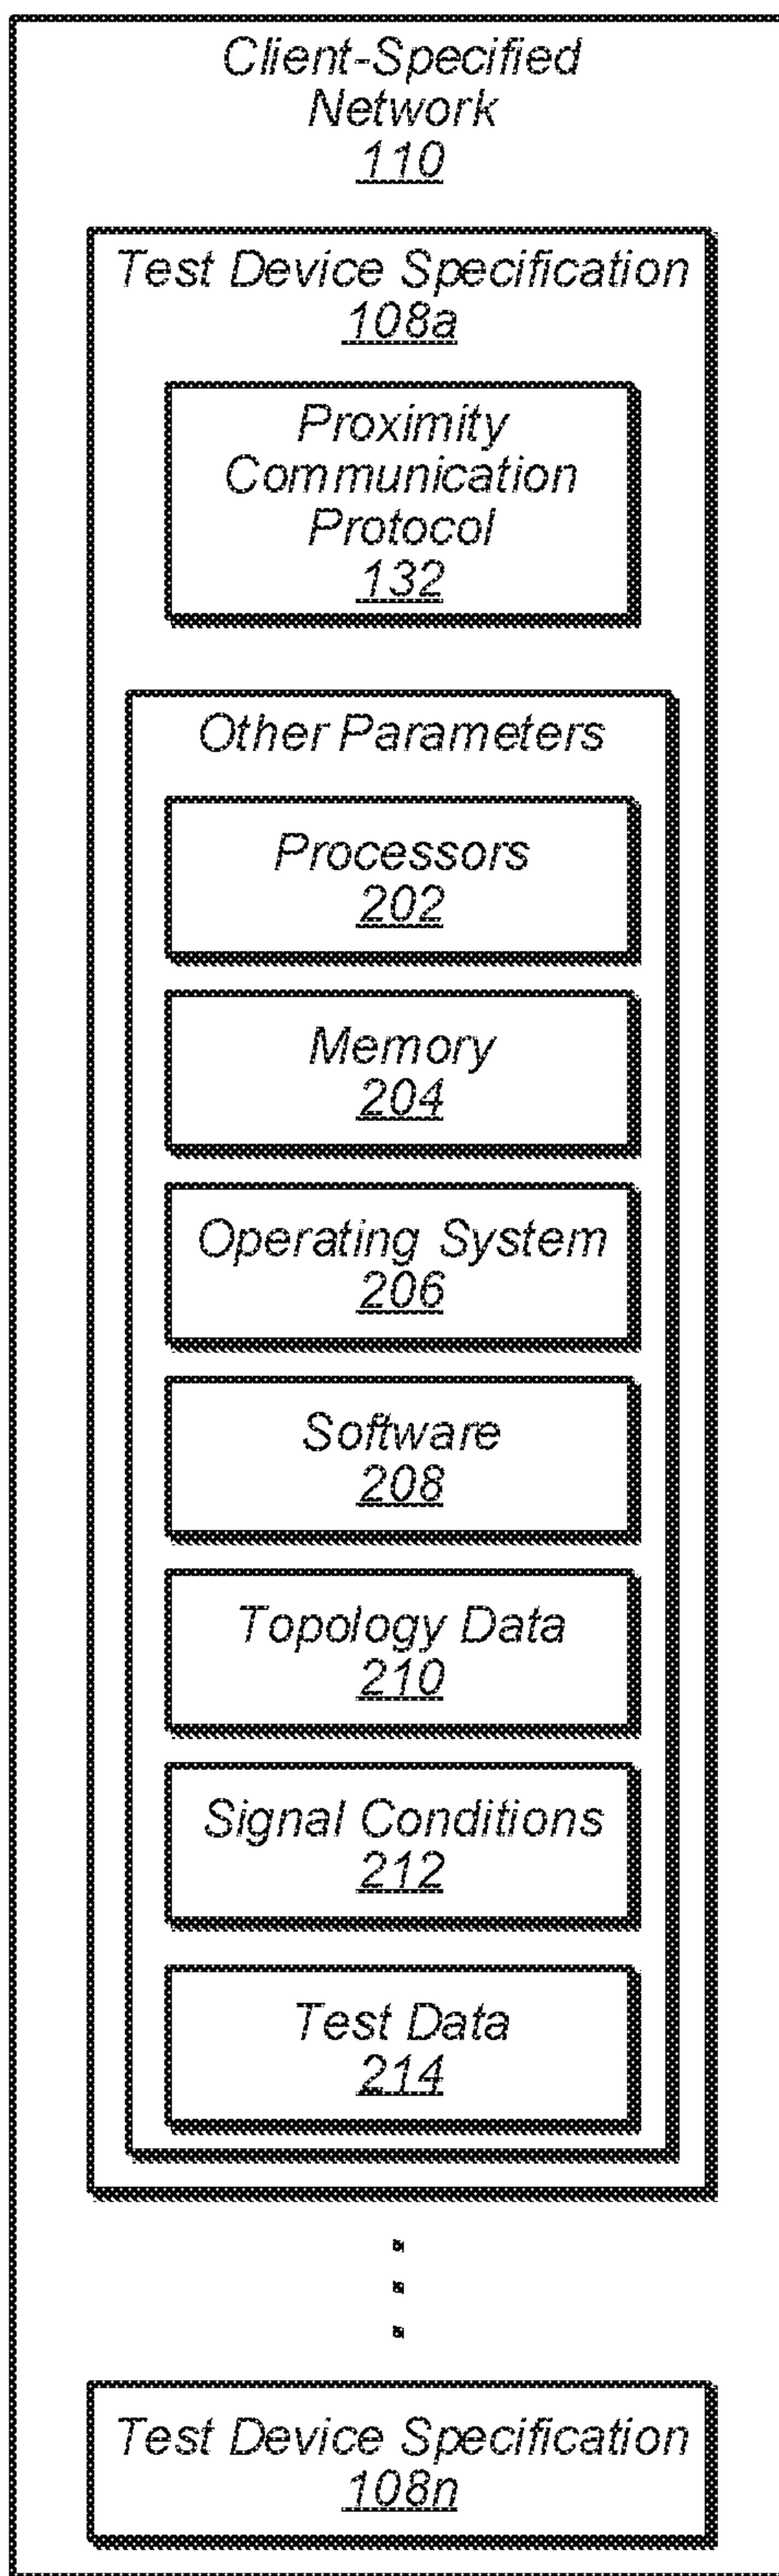 Client-Specified
Network
110
Test Device Specification
108a
Proximity
Communication
Protocol
132
Other Parameters
Processors
202
Memory
204
Operating System
206
Software
208
Topology Data
210
Signal Conditions
212
Test Data
214
Test Device Specification
108n